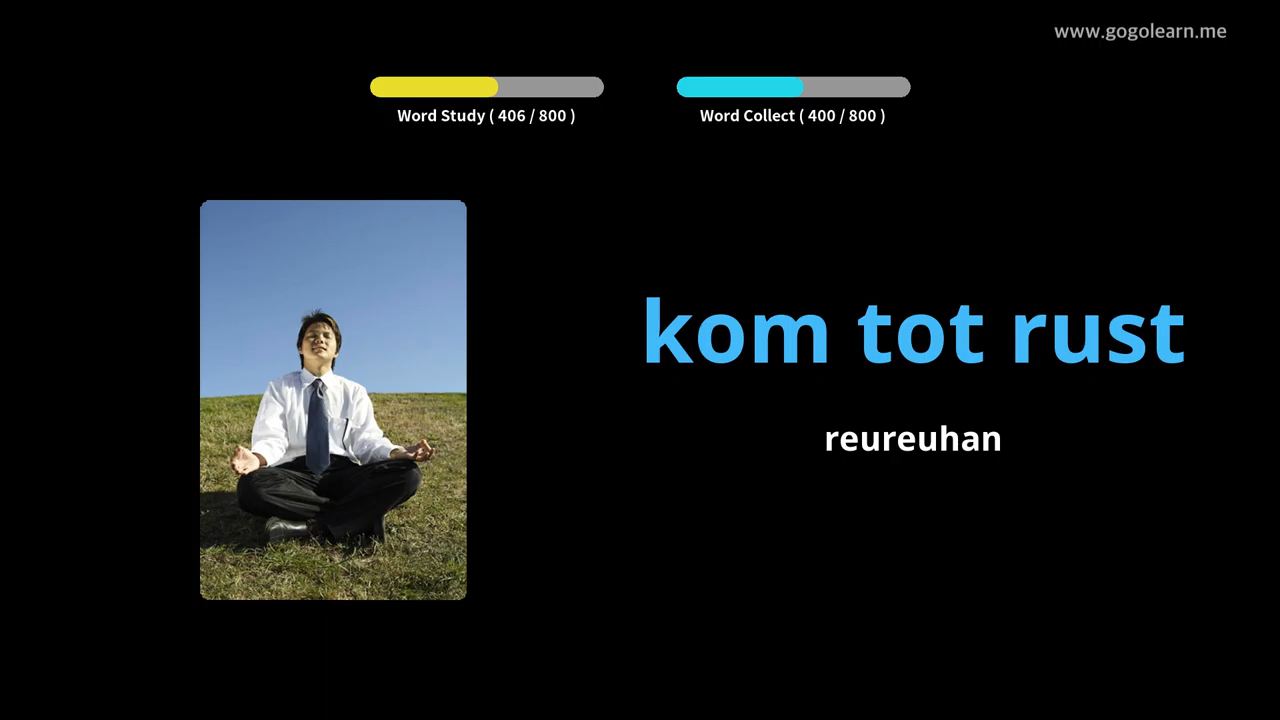 www.gogolearn.me
Word Study ( 406 / 800 )
Word Collect ( 400 / 800 )
kom tot rust
reureuhan